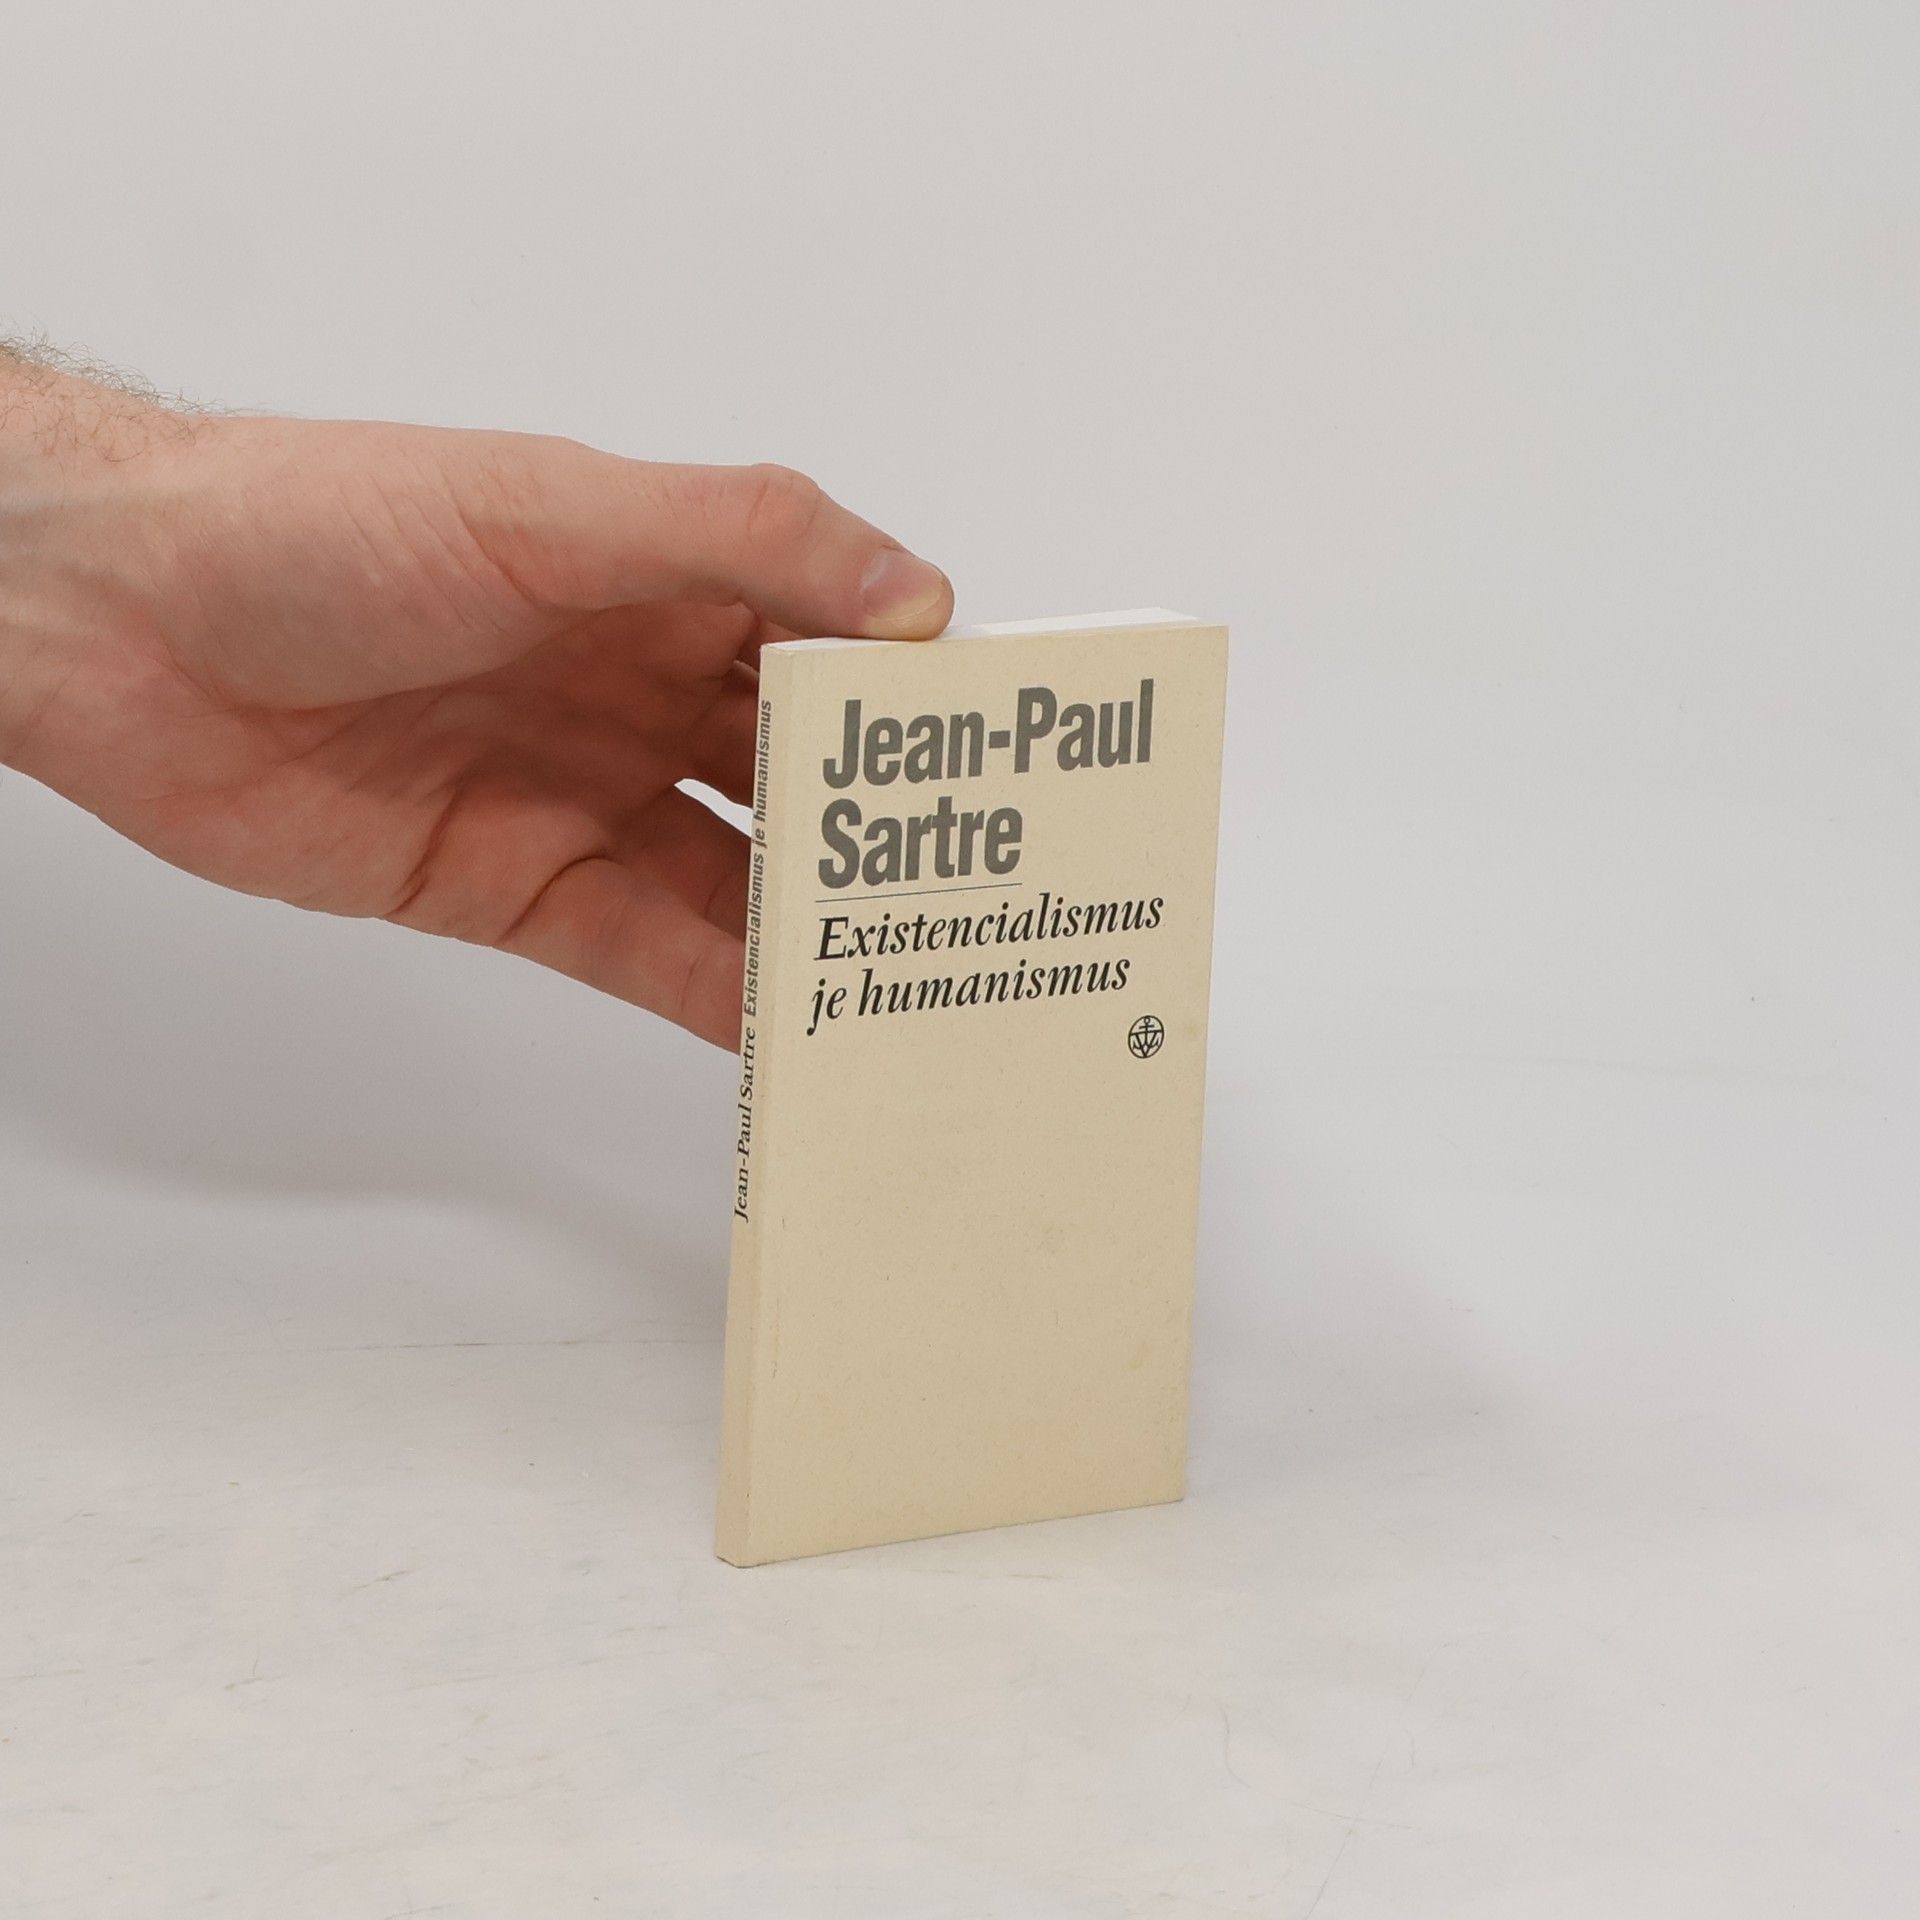 Jean-Paul
Sartre
Existencialismus
je humanismus
Jean-Paul Sartre Existencialismus je humanismus